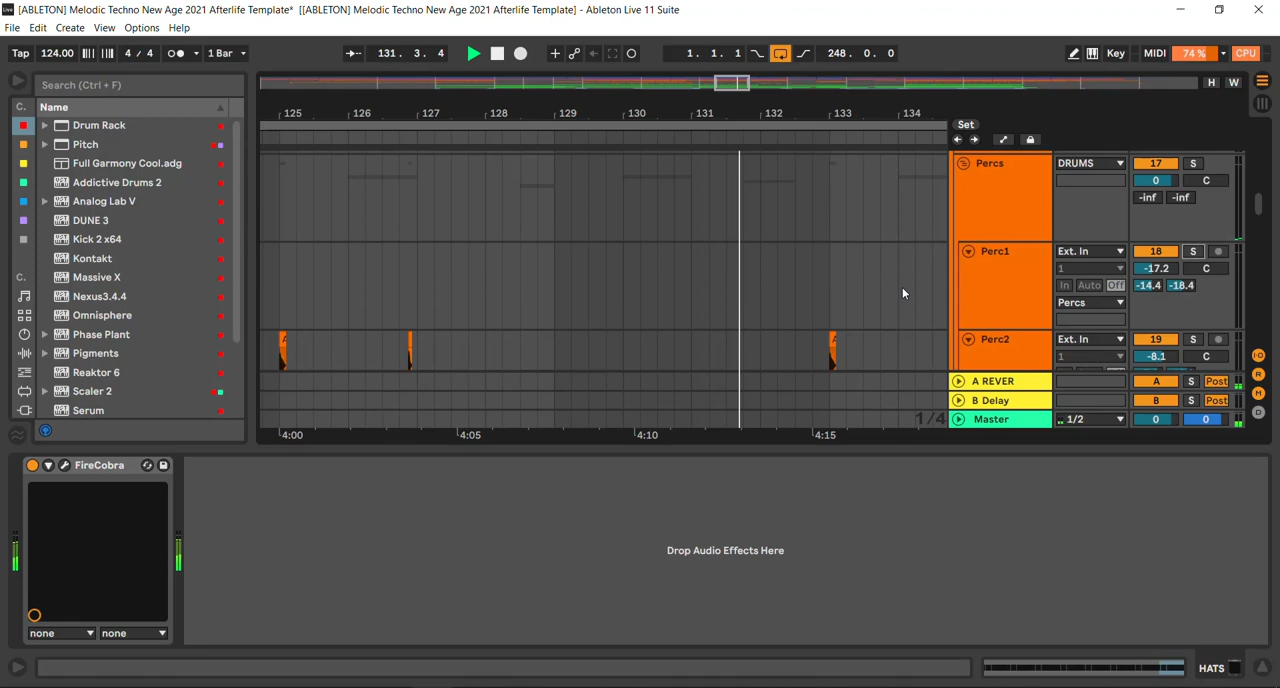 [ABLETON] Melodic Techno New Age 2021 Afterlife Template* [[ABLETON] Melodic Techno New Age 2021 Afterlife Template] - Ableton Live 11 Suite
File Edit Create View Options Help
Tap 124.00 4 / 4 1 Bar 131. 3. 4 1. 1. 1 248. 0. 0 Key MIDI 74 % CPU
Search (Ctrl + F) H W
C. Name
125 126 127 128 129 130 131 132 133 134
Set
Drum Rack
Pitch
Full Garmony Cool.adg
Addictive Drums 2
Analog Lab V
DUNE 3
Kick 2 x64
Kontakt
C. Massive X
Nexus3.4.4
Omnisphere
Phase Plant
Pigments
Reaktor 6
Scaler 2
Serum
Percs DRUMS 17 S
0 C
-inf -inf
Perc1 Ext. In 18 S
1 -17.2 C
In Auto Off -14.4 -18.4
Percs
Perc2 Ext. In 19 S
1 -8.1 C
A REVER A S Post
B Delay B S Post
1/4 Master 1/2 0 0
4:00 4:05 4:10 4:15
I·O
R
M
D
FireCobra
Drop Audio Effects Here
none none
HATS